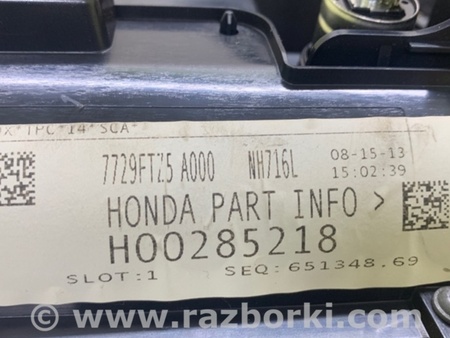 X*TPC*14*SCA*
7729FTZ5 A000 NH716L 08-15-13
15:02:39
HONDA PART INFO >
H00285218
SLOT:1 SEQ:651348.69
www.razborki.com